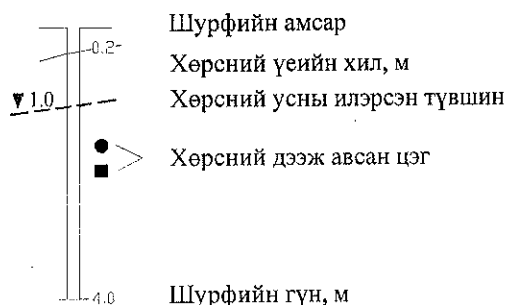 Шурфийн амсар
0.2
Хөрсний үеийн хил, м
1.0
Хөрсний усны илэрсэн түвшин
Хөрсний дээж авсан цэг
4.0
Шурфийн гүн, м